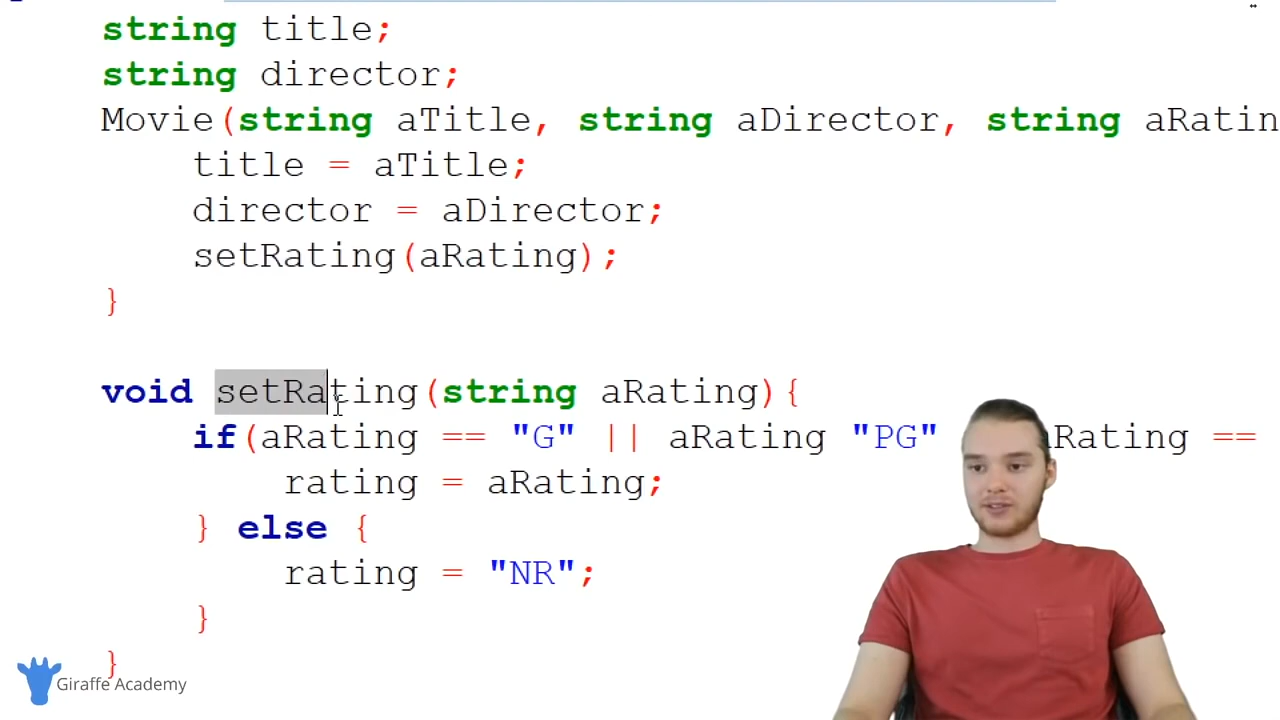 string title;
string director;
Movie(string aTitle, string aDirector, string aRatin
title = aTitle;
director = aDirector;
setRating(aRating);
}
void setRating(string aRating){
if(aRating == "G" || aRating "PG" aRating ==
rating = aRating;
} else {
rating = "NR";
}
}
Giraffe Academy